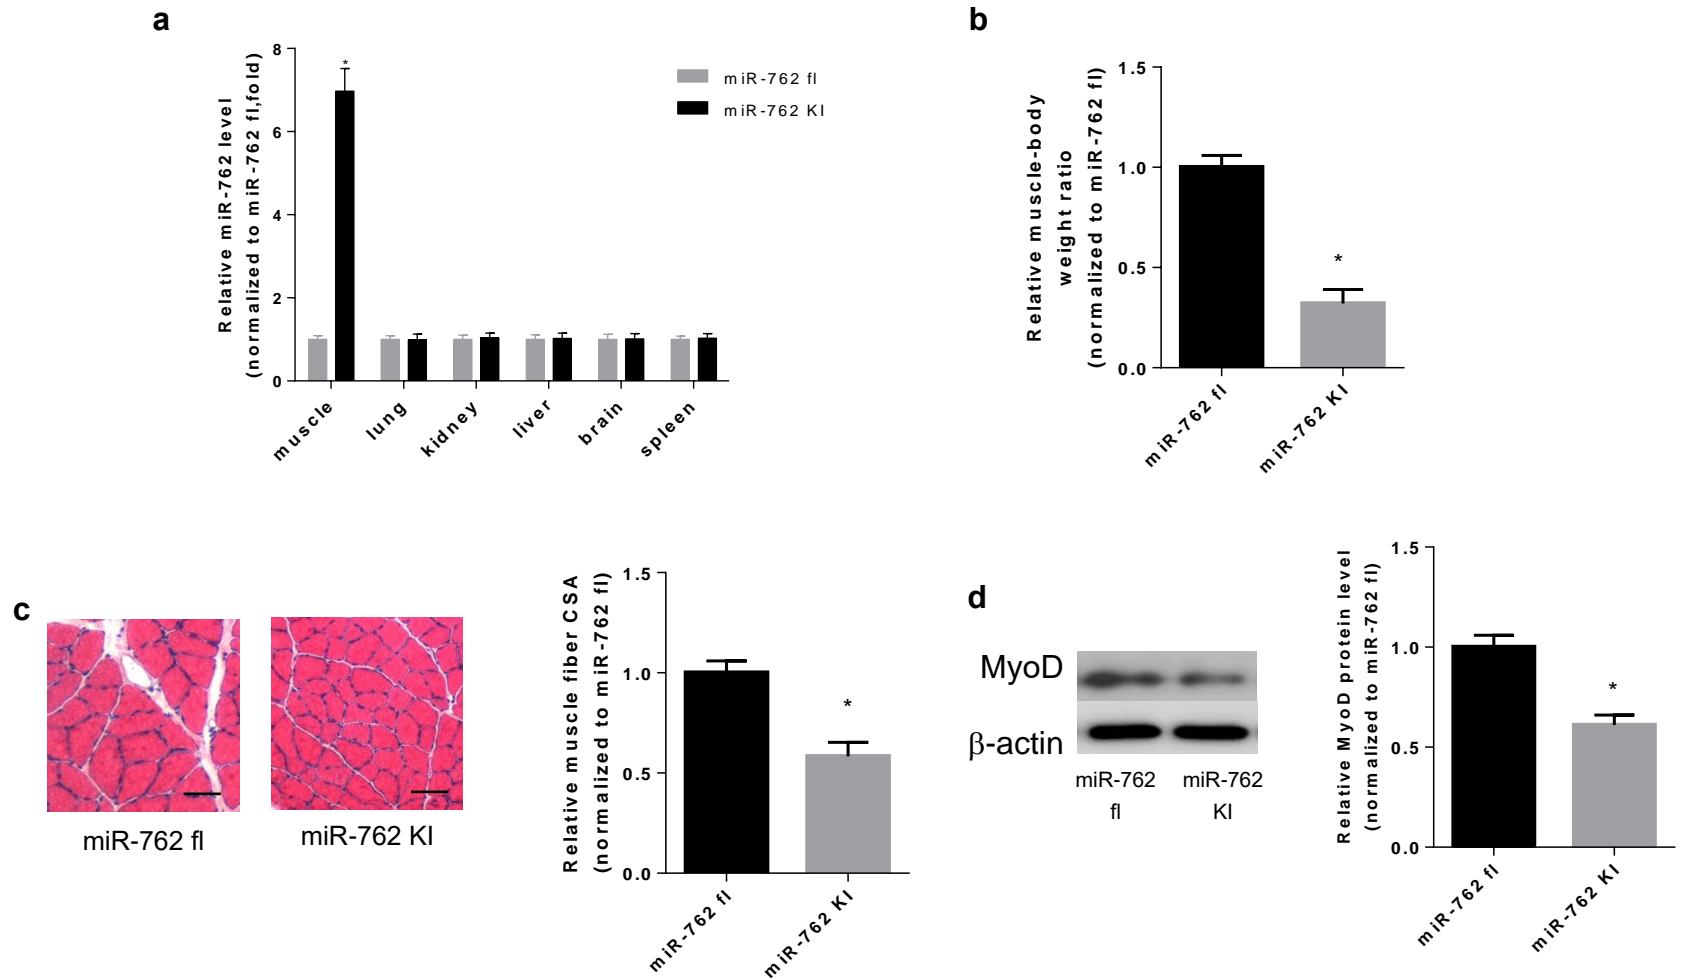 a
8
6
4
2
0
Relative miR-762 level
(normalized to miR-762 fl,fold)
*
muscle
lung
kidney
liver
brain
spleen
miR-762 fl
miR-762 KI
b
1.5
1.0
0.5
0.0
Relative muscle-body
weight ratio
(normalized to miR-762 fl)
*
miR-762 fl
miR-762 KI
c
miR-762 fl
miR-762 KI
1.5
1.0
0.5
0.0
Relative muscle fiber CSA
(normalized to miR-762 fl)
*
miR-762 fl
miR-762 KI
d
MyoD
β-actin
miR-762
fl
miR-762
KI
1.5
1.0
0.5
0.0
Relative MyoD protein level
(normalized to miR-762 fl)
*
miR-762 fl
miR-762 KI